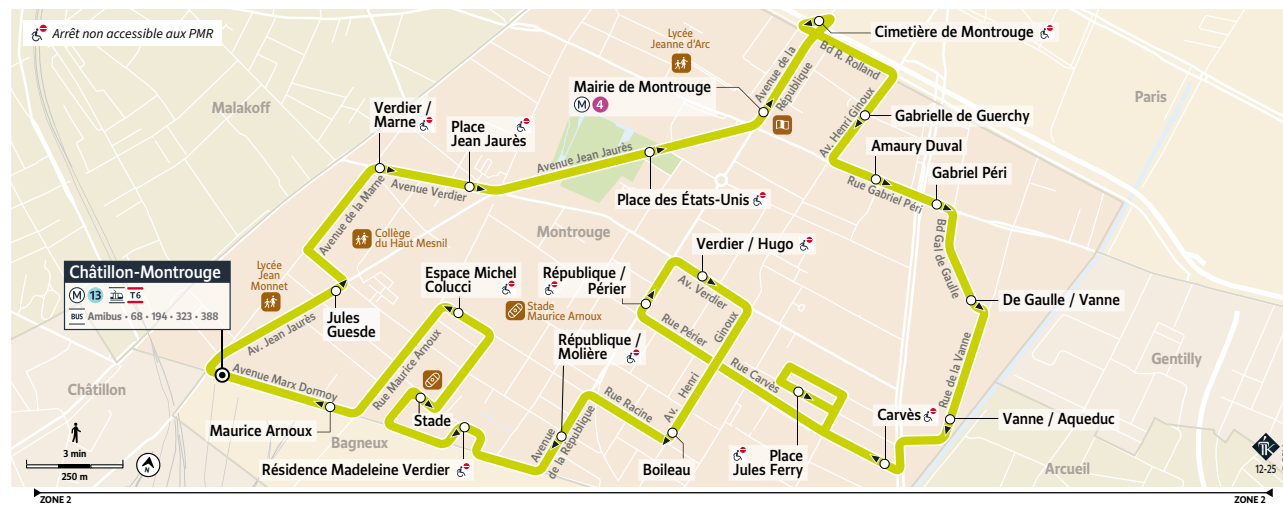 Arrêt non accessible aux PMR
Lycée
Jeanne d'Arc
Cimetière de Montrouge
Bd R. Rolland
Avenue de la
République
Mairie de Montrouge
M 4
Paris
Malakoff
Verdier /
Marne
Place
Jean Jaurès
Av. Henri Ginoux
Gabrielle de Guerchy
Avenue Jean Jaurès
Amaury Duval
Gabriel Péri
Rue Gabriel Péri
Avenue Verdier
Place des États-Unis
Avenue de la Marne
Collège
du Haut Mesnil
Montrouge
Verdier / Hugo
Bd Gal de Gaulle
Lycée
Jean
Monnet
Châtillon-Montrouge
M 13 T6
BUS Amibus • 68 • 194 • 323 • 388
Espace Michel
Colucci
République /
Périer
Av. Verdier
De Gaulle / Vanne
Stade
Maurice Arnoux
Jules
Guesde
Av. Jean Jaurès
Rue Périer
Av. Henri Ginoux
République /
Molière
Rue Maurice Arnoux
Rue Carvès
Rue de la Vanne
Gentilly
Châtillon
Avenue Marx Dormoy
Rue Racine
Stade
Maurice Arnoux
Bagneux
Avenue
de la République
Carvès
Vanne / Aqueduc
Résidence Madeleine Verdier
Boileau
Place
Jules Ferry
Arcueil
3 min
250 m
N
TK
12-25
ZONE 2
ZONE 2